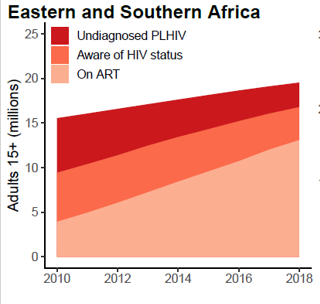 Eastern and Southern Africa
Undiagnosed PLHIV
Aware of HIV status
On ART
Adults 15+ (millions)
25
20
15
10
5
0
2010
2012
2014
2016
2018